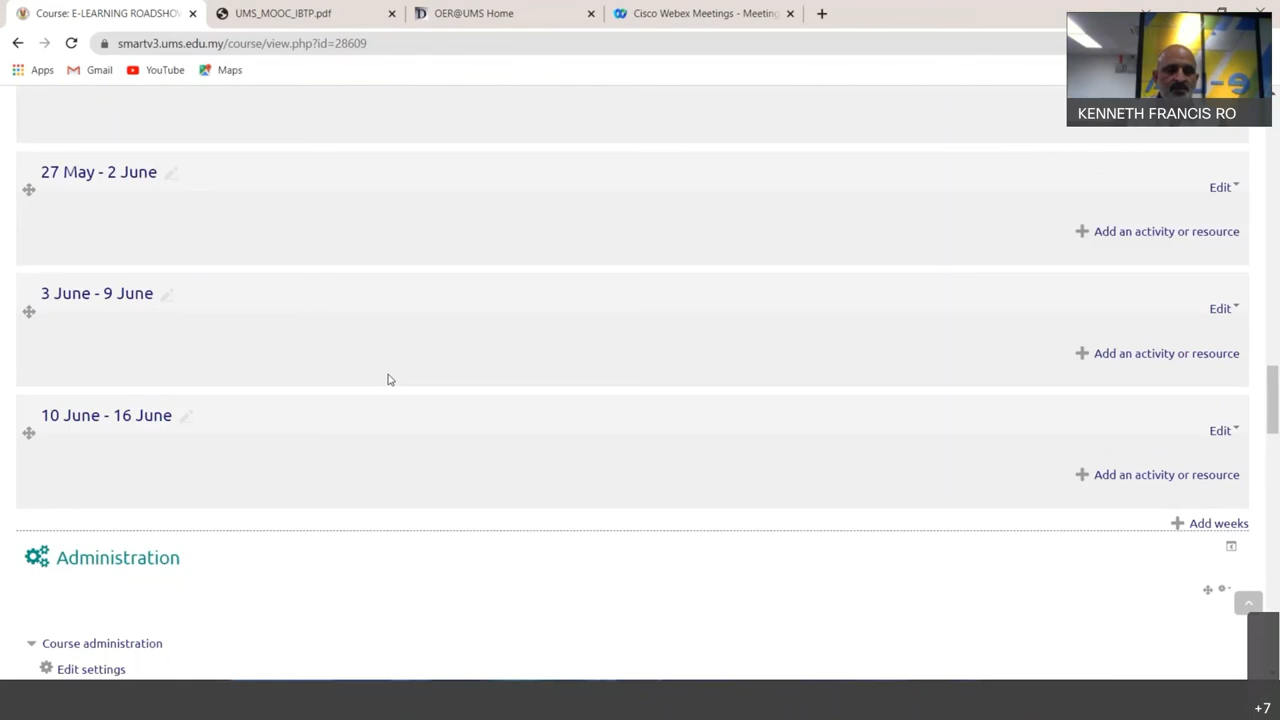 Course: E-LEARNING ROADSHOW
UMS_MOOC_IBTP.pdf
OER@UMS Home
Cisco Webex Meetings - Meeting
smartv3.ums.edu.my/course/view.php?id=28609
Apps
Gmail
YouTube
Maps
KENNETH FRANCIS RO
27 May - 2 June
Edit
Add an activity or resource
3 June - 9 June
Edit
Add an activity or resource
10 June - 16 June
Edit
Add an activity or resource
Add weeks
Administration
Course administration
Edit settings
+7